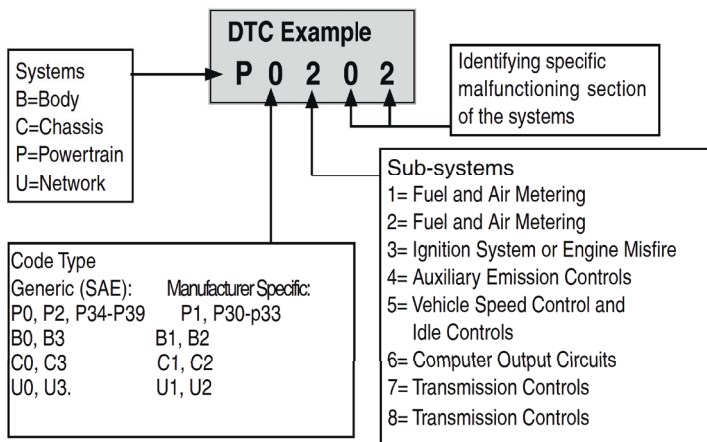 DTC Example
P 0 2 0 2
Systems
B=Body
C=Chassis
P=Powertrain
U=Network
Identifying specific
malfunctioning section
of the systems
Sub-systems
1= Fuel and Air Metering
2= Fuel and Air Metering
3= Ignition System or Engine Misfire
4= Auxiliary Emission Controls
5= Vehicle Speed Control and
Idle Controls
6= Computer Output Circuits
7= Transmission Controls
8= Transmission Controls
Code Type
Generic (SAE): Manufacturer Specific:
P0, P2, P34-P39 P1, P30-p33
B0, B3 B1, B2
C0, C3 C1, C2
U0, U3. U1, U2